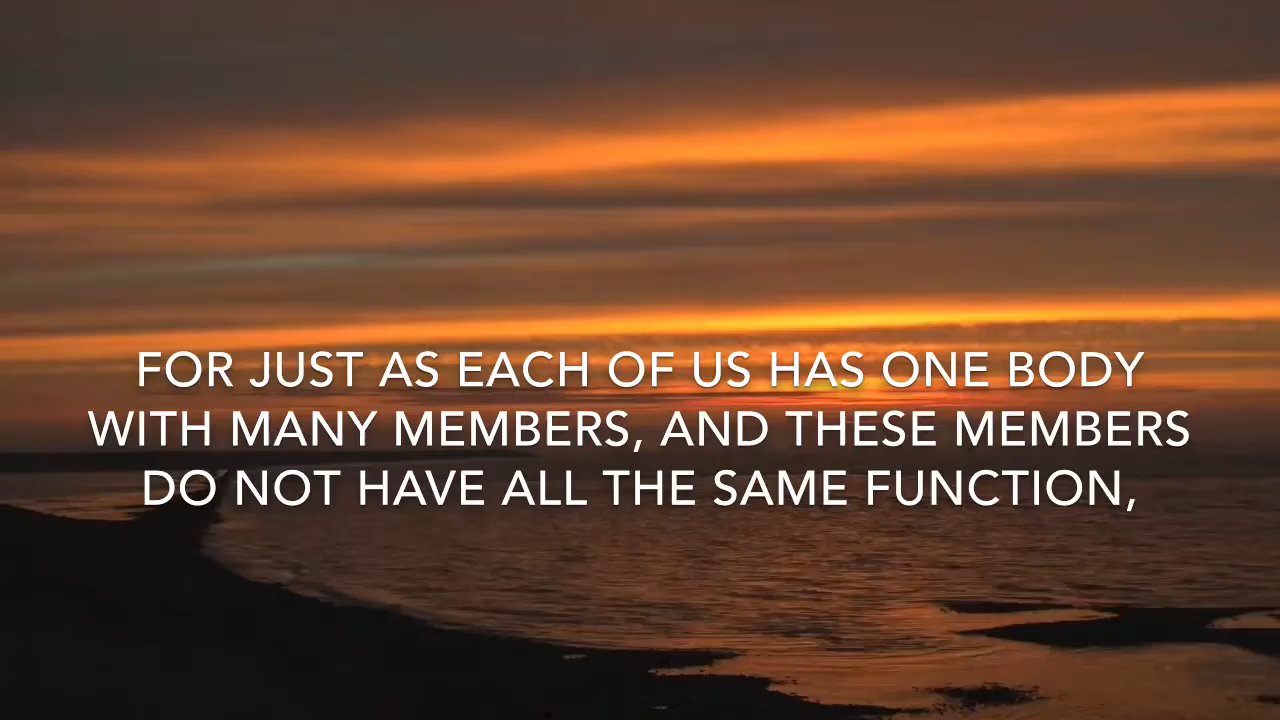 FOR JUST AS EACH OF US HAS ONE BODY
WITH MANY MEMBERS, AND THESE MEMBERS
DO NOT HAVE ALL THE SAME FUNCTION,